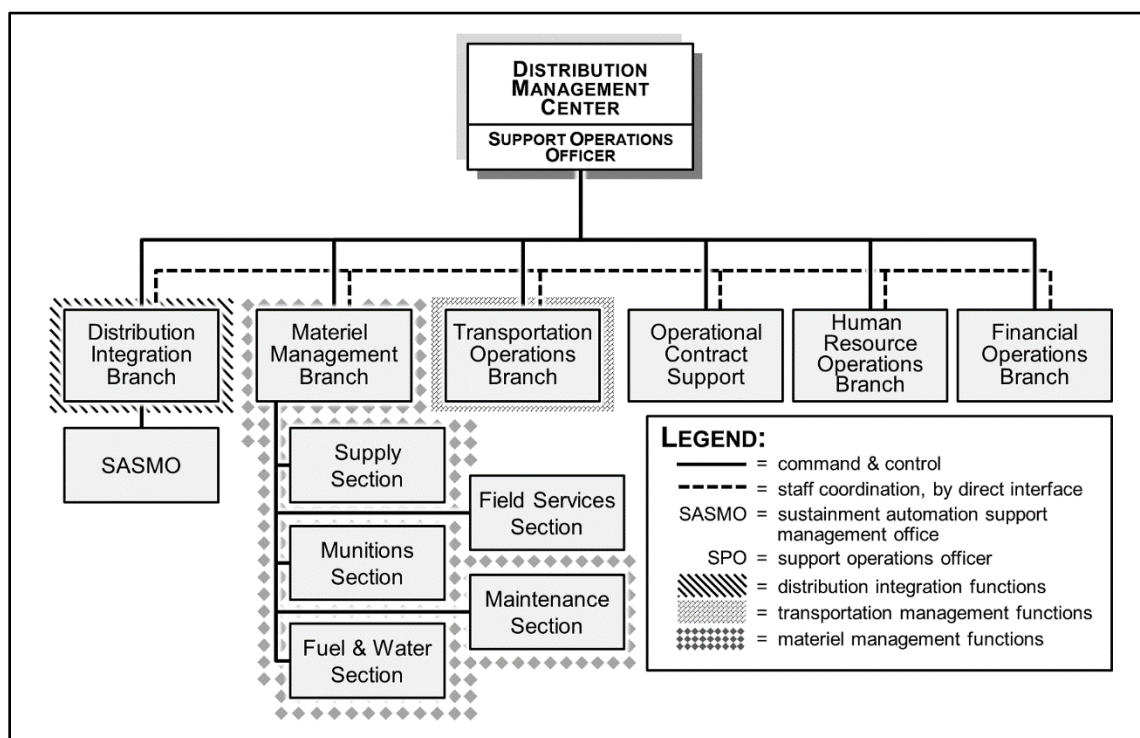 DISTRIBUTION
MANAGEMENT
CENTER
SUPPORT OPERATIONS
OFFICER
Distribution
Integration
Branch
Materiel
Management
Branch
Transportation
Operations
Branch
Operational
Contract
Support
Human
Resource
Operations
Branch
Financial
Operations
Branch
SASMO
Supply
Section
Field Services
Section
Munitions
Section
Maintenance
Section
Fuel & Water
Section
LEGEND:
= command & control
= staff coordination, by direct interface
SASMO = sustainment automation support
management office
SPO = support operations officer
= distribution integration functions
= transportation management functions
= materiel management functions